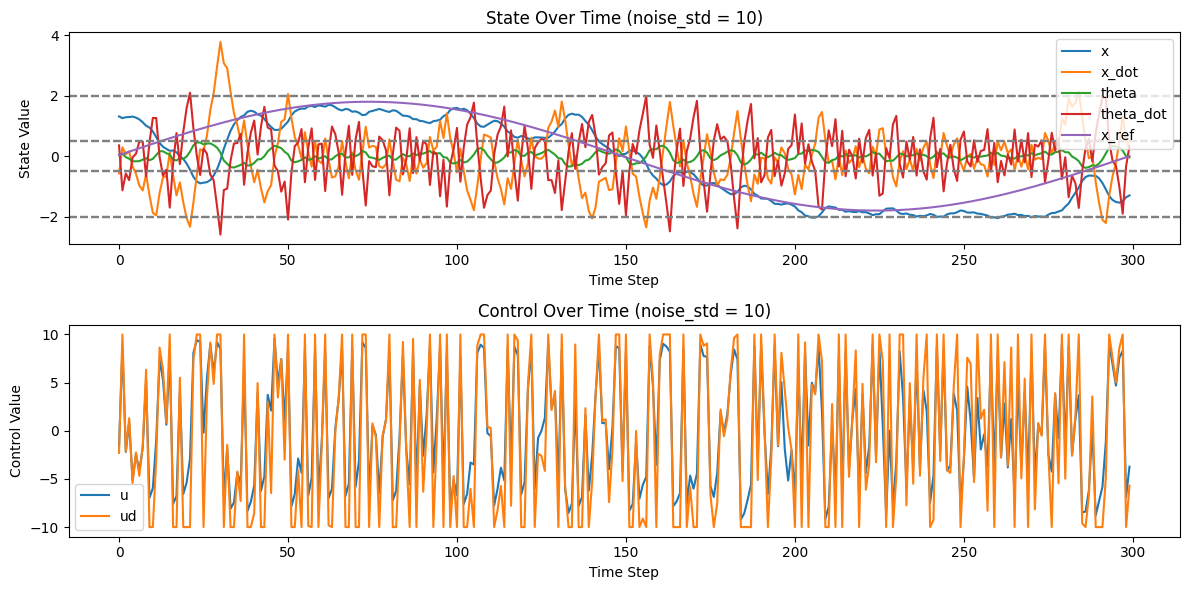 State Over Time (noise_std = 10)
State Value
4
2
0
−2
x
x_dot
theta
theta_dot
x_ref
0
50
100
150
200
250
300
Time Step
Control Over Time (noise_std = 10)
Control Value
10
5
0
−5
−10
u
ud
0
50
100
150
200
250
300
Time Step